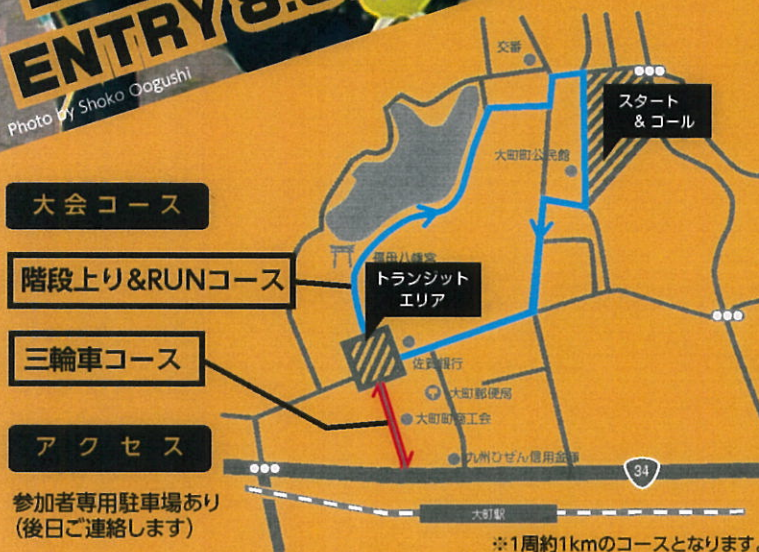 ENTRY 8.
Photo by Shoko Oogushi
交番
スタート
& ゴール
大町町公民館
大会コース
福母八幡宮
階段上り&RUNコース
トランジット
エリア
三輪車コース
佐賀銀行
大町郵便局
大町町商工会
アクセス
九州ひぜん信用金庫
34
参加者専用駐車場あり
(後日ご連絡します)
大町駅
※1周約1kmのコースとなります。